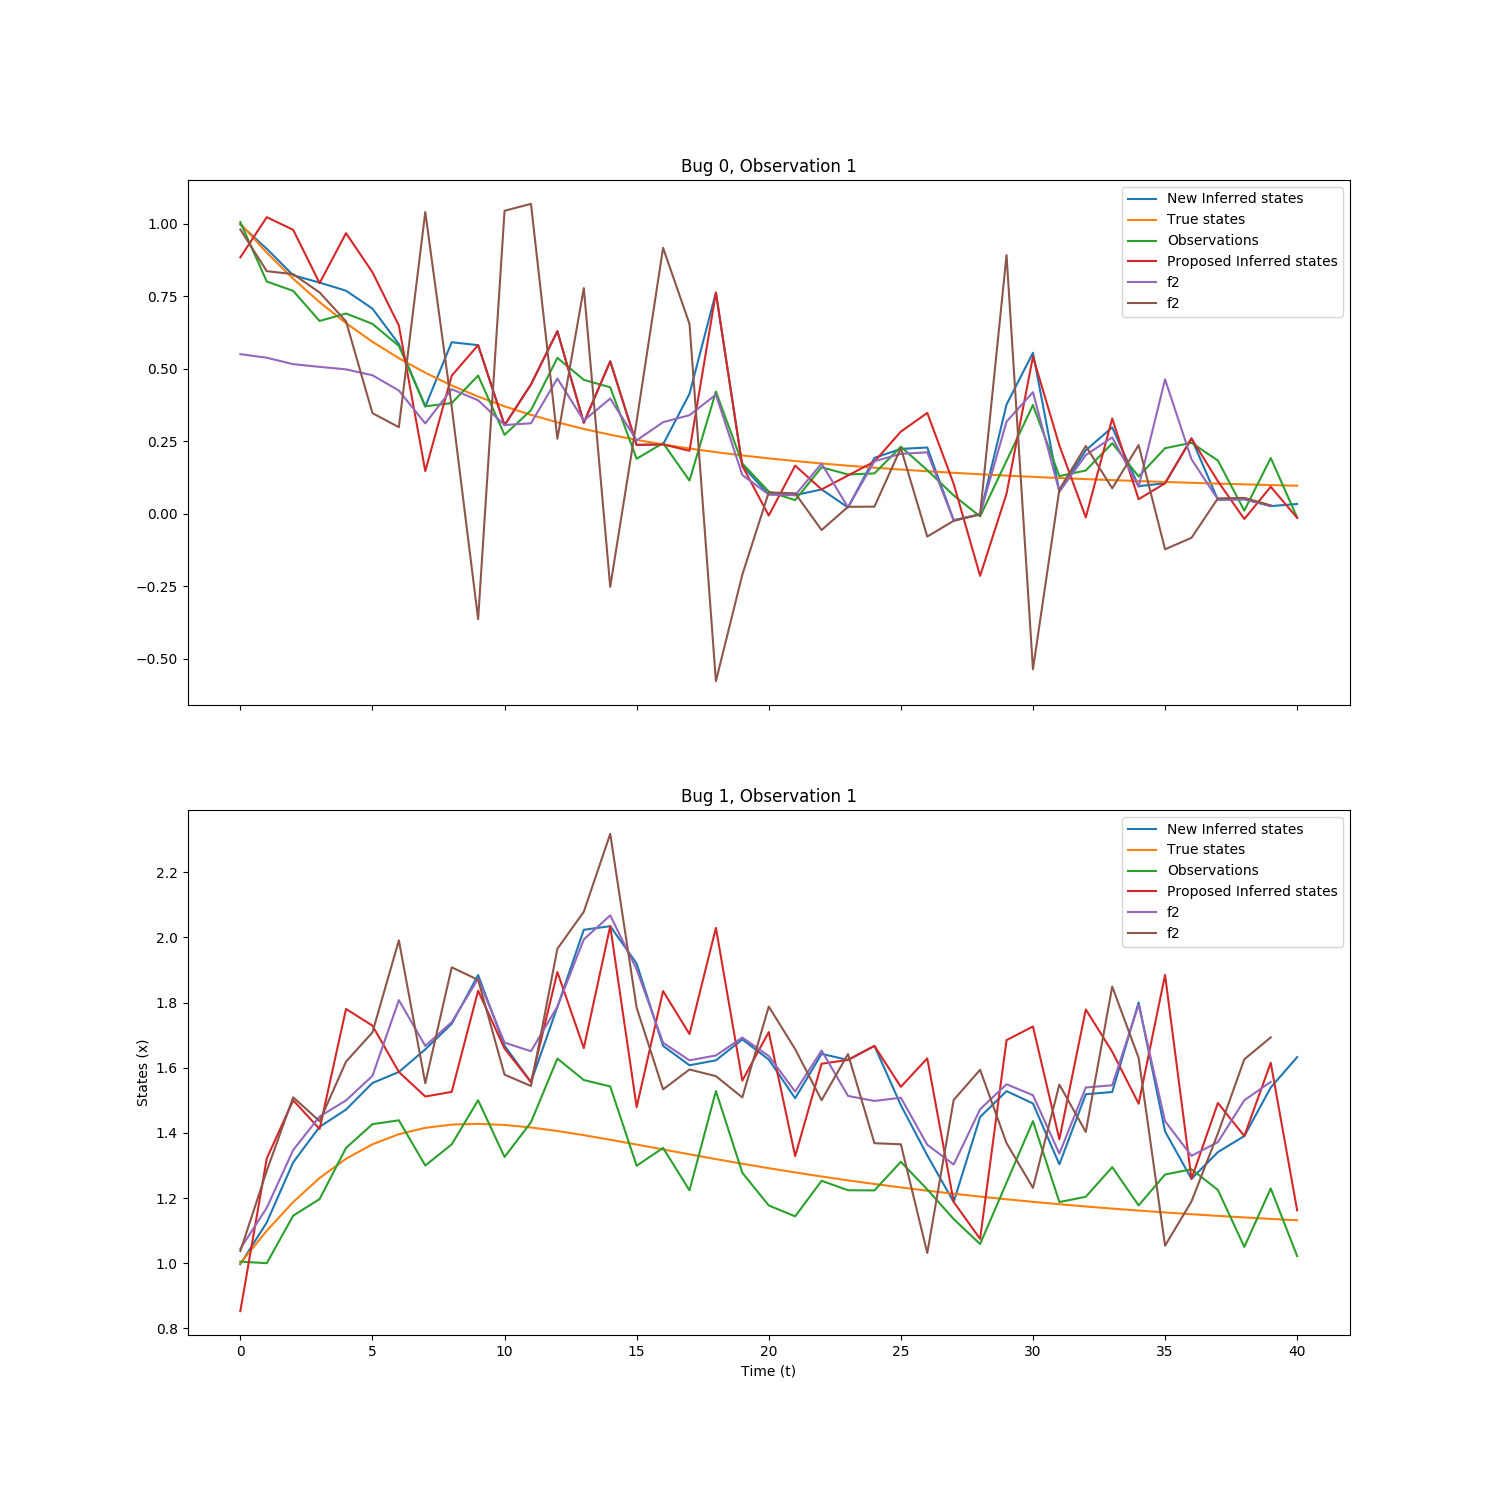 Bug 0, Observation 1
New Inferred states
True states
Observations
Proposed Inferred states
f2
f2
1.00
0.75
0.50
0.25
0.00
−0.25
−0.50
Bug 1, Observation 1
New Inferred states
True states
Observations
Proposed Inferred states
f2
f2
2.2
2.0
1.8
1.6
1.4
1.2
1.0
0.8
States (x)
0 5 10 15 20 25 30 35 40
Time (t)